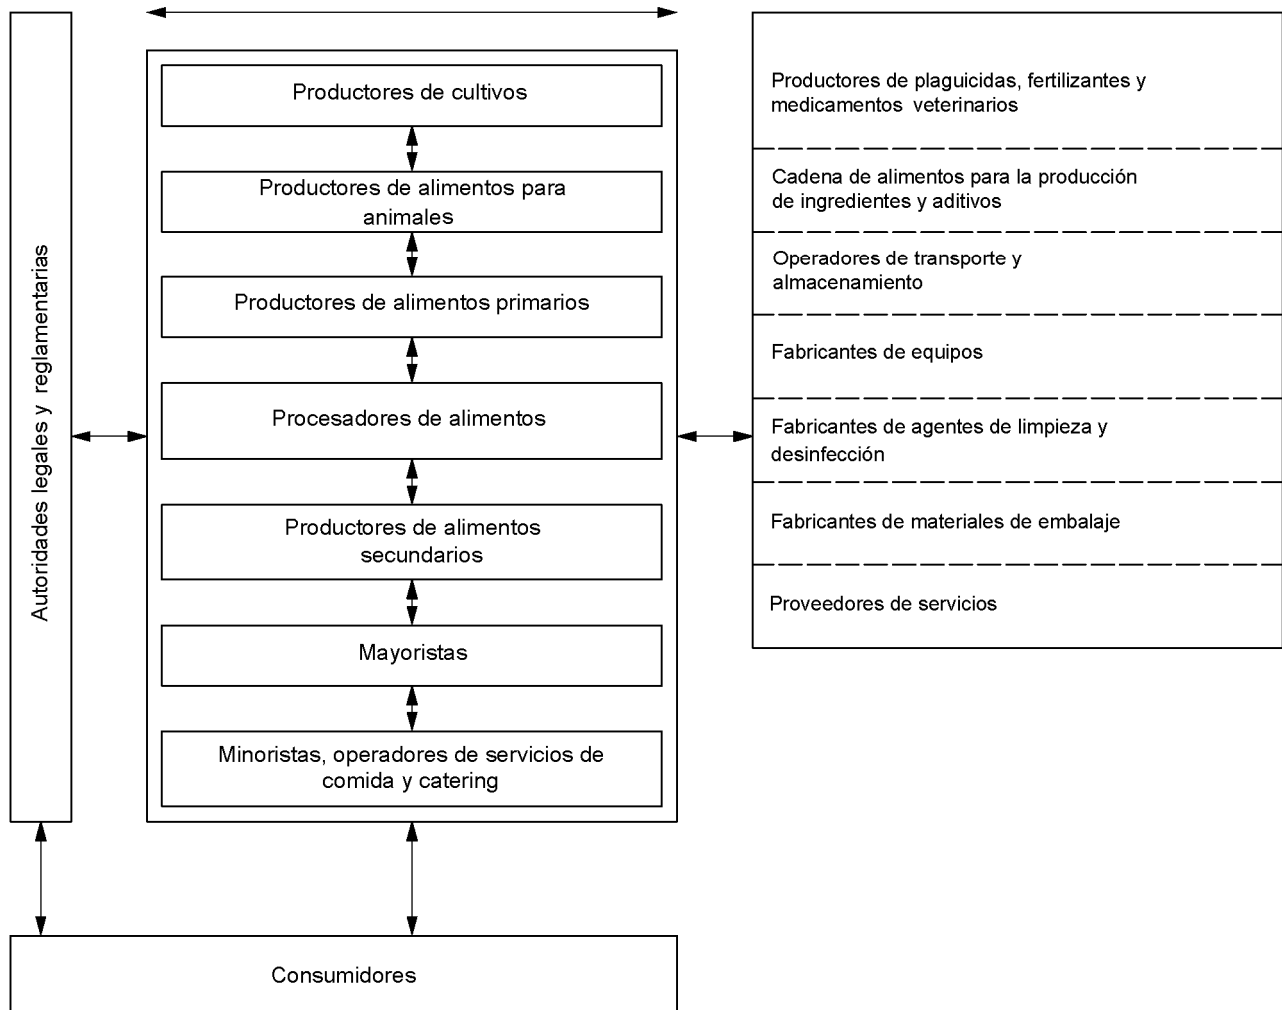 Autoridades legales y reglamentarias
Productores de cultivos
Productores de alimentos para
animales
Productores de alimentos primarios
Procesadores de alimentos
Productores de alimentos
secundarios
Mayoristas
Minoristas, operadores de servicios de
comida y catering
Productores de plaguicidas, fertilizantes y
medicamentos veterinarios
Cadena de alimentos para la producción
de ingredientes y aditivos
Operadores de transporte y
almacenamiento
Fabricantes de equipos
Fabricantes de agentes de limpieza y
desinfección
Fabricantes de materiales de embalaje
Proveedores de servicios
Consumidores